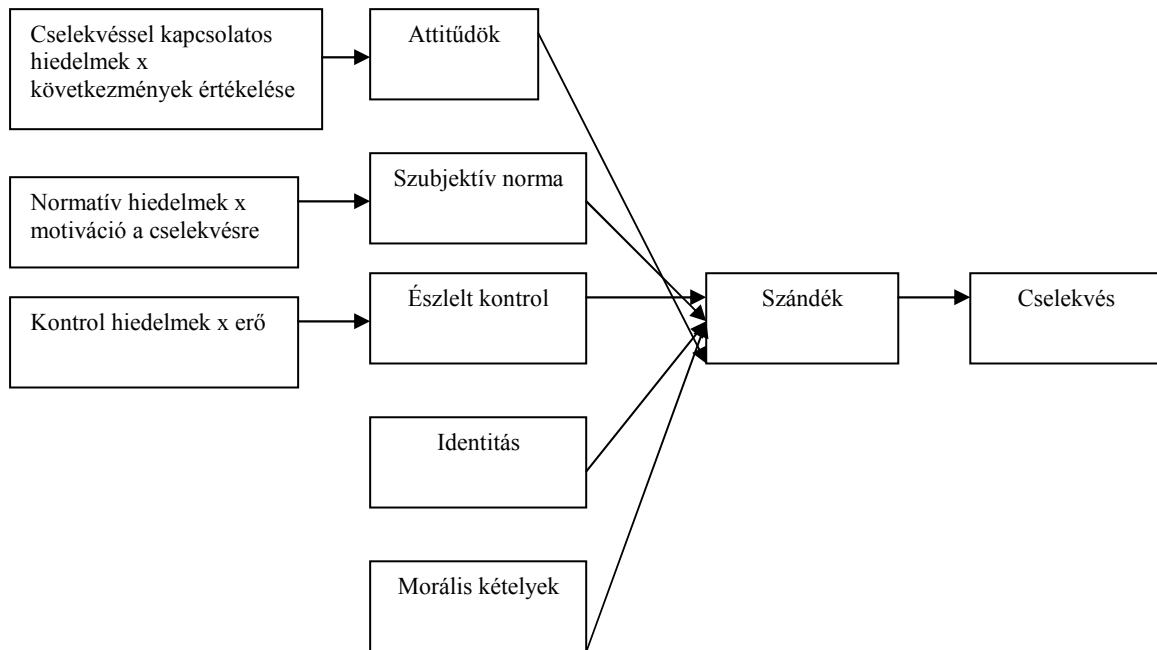 Cselekvéssel kapcsolatos
hiedelmek x
következmények értékelése
Attitűdök
Normatív hiedelmek x
motiváció a cselekvésre
Szubjektív norma
Kontrol hiedelmek x erő
Észlelt kontrol
Szándék
Cselekvés
Identitás
Morális kételyek